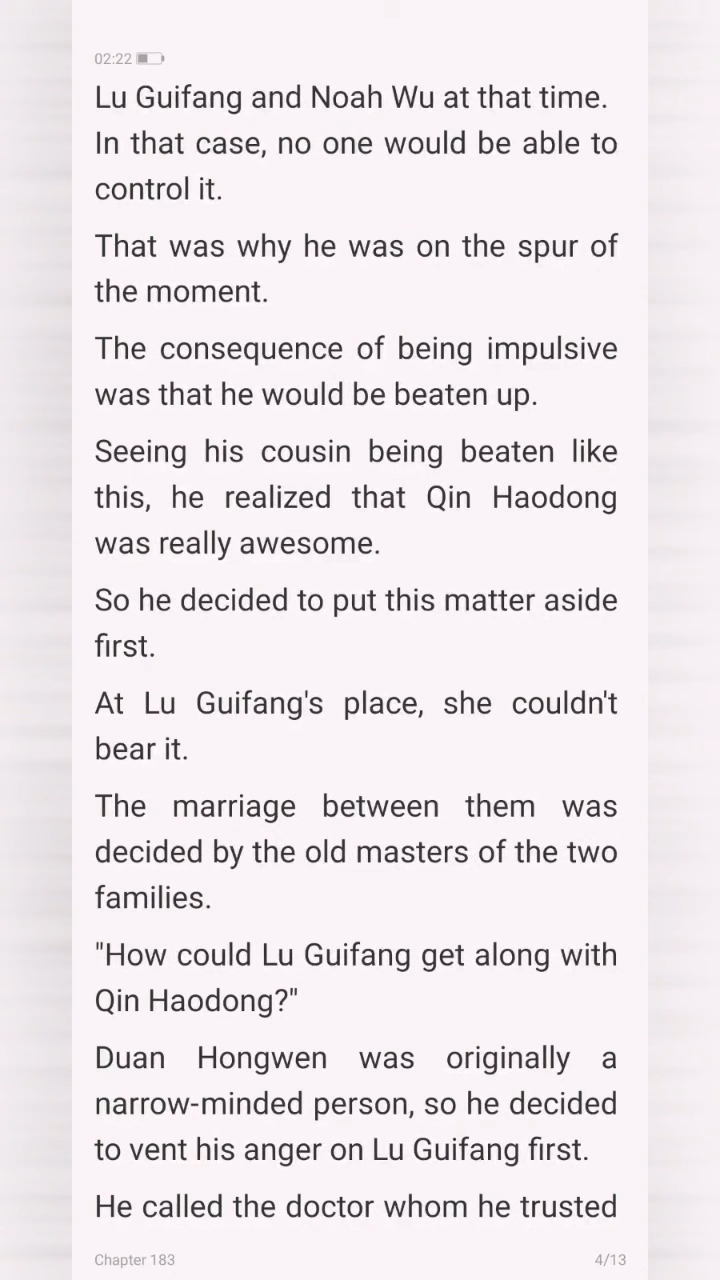 02:22
Lu Guifang and Noah Wu at that time.
In that case, no one would be able to
control it.
That was why he was on the spur of
the moment.
The consequence of being impulsive
was that he would be beaten up.
Seeing his cousin being beaten like
this, he realized that Qin Haodong
was really awesome.
So he decided to put this matter aside
first.
At Lu Guifang's place, she couldn't
bear it.
The marriage between them was
decided by the old masters of the two
families.
"How could Lu Guifang get along with
Qin Haodong?"
Duan Hongwen was originally a
narrow-minded person, so he decided
to vent his anger on Lu Guifang first.
He called the doctor whom he trusted
Chapter 183
4/13